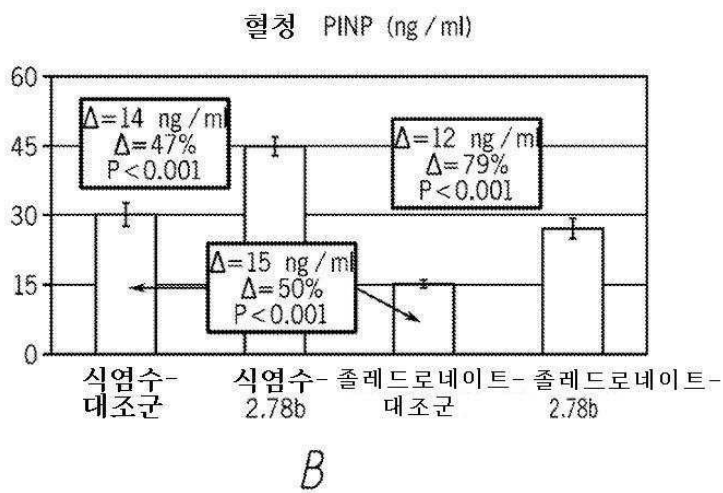 혈청 PINP (ng / ml)
60
45
30
15
0
Δ=14 ng / ml
Δ=47%
P<0.001
Δ=12 ng / ml
Δ=79%
P<0.001
Δ=15 ng / ml
Δ=50%
P<0.001
식염수-
대조군
식염수-
2.78b
졸레드로네이트-
대조군
졸레드로네이트-
2.78b
B